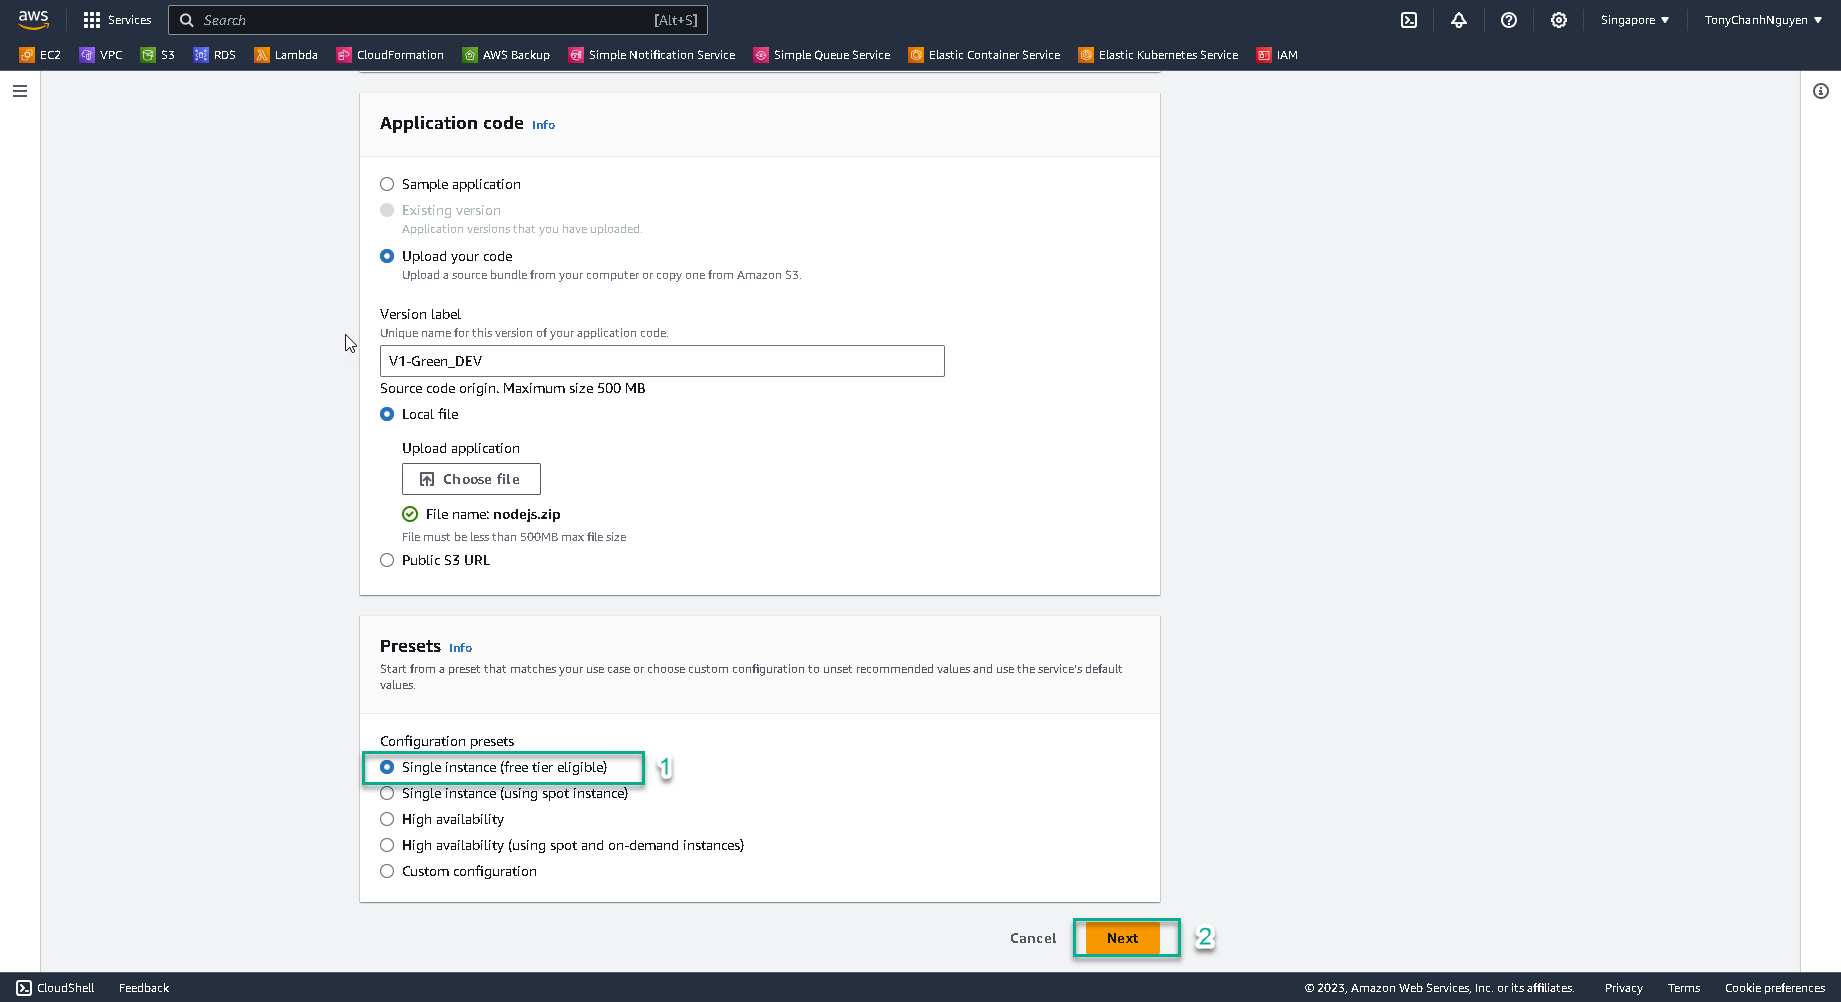 aws Services Search [Alt+S] Singapore ▼ TonyChanhNguyen ▼
EC2 VPC S3 RDS Lambda CloudFormation AWS Backup Simple Notification Service Simple Queue Service Elastic Container Service Elastic Kubernetes Service IAM
Application code Info
Sample application
Existing version
Application versions that you have uploaded.
Upload your code
Upload a source bundle from your computer or copy one from Amazon S3.
Version label
Unique name for this version of your application code.
V1-Green_DEV
Source code origin. Maximum size 500 MB
Local file
Upload application
Choose file
File name: nodejs.zip
File must be less than 500MB max file size
Public S3 URL
Presets Info
Start from a preset that matches your use case or choose custom configuration to unset recommended values and use the service's default
values.
Configuration presets
Single instance (free tier eligible) 1
Single instance (using spot instance)
High availability
High availability (using spot and on-demand instances)
Custom configuration
Cancel Next 2
CloudShell Feedback © 2023, Amazon Web Services, Inc. or its affiliates. Privacy Terms Cookie preferences